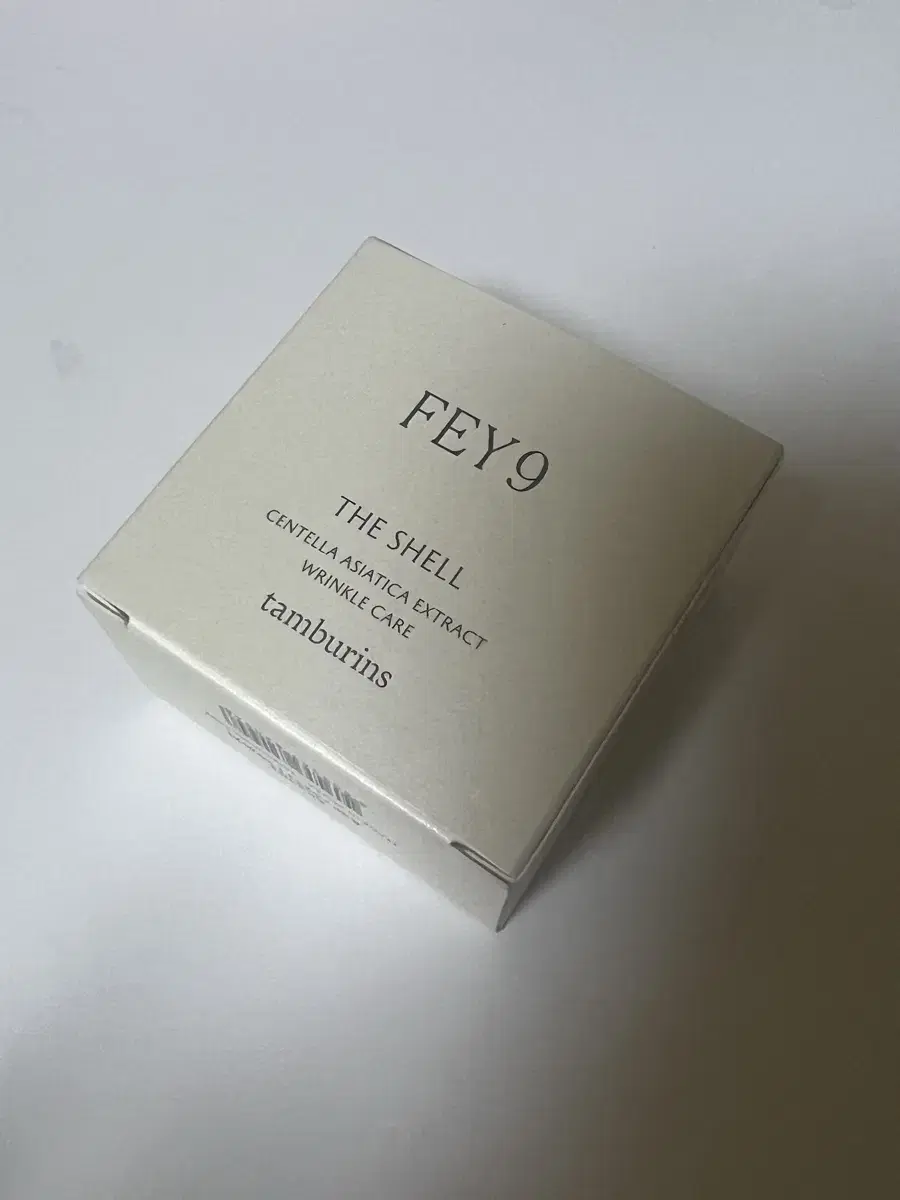 FEY9
THE SHELL
CENTELLA ASIATICA EXTRACT
WRINKLE CARE
tamburins